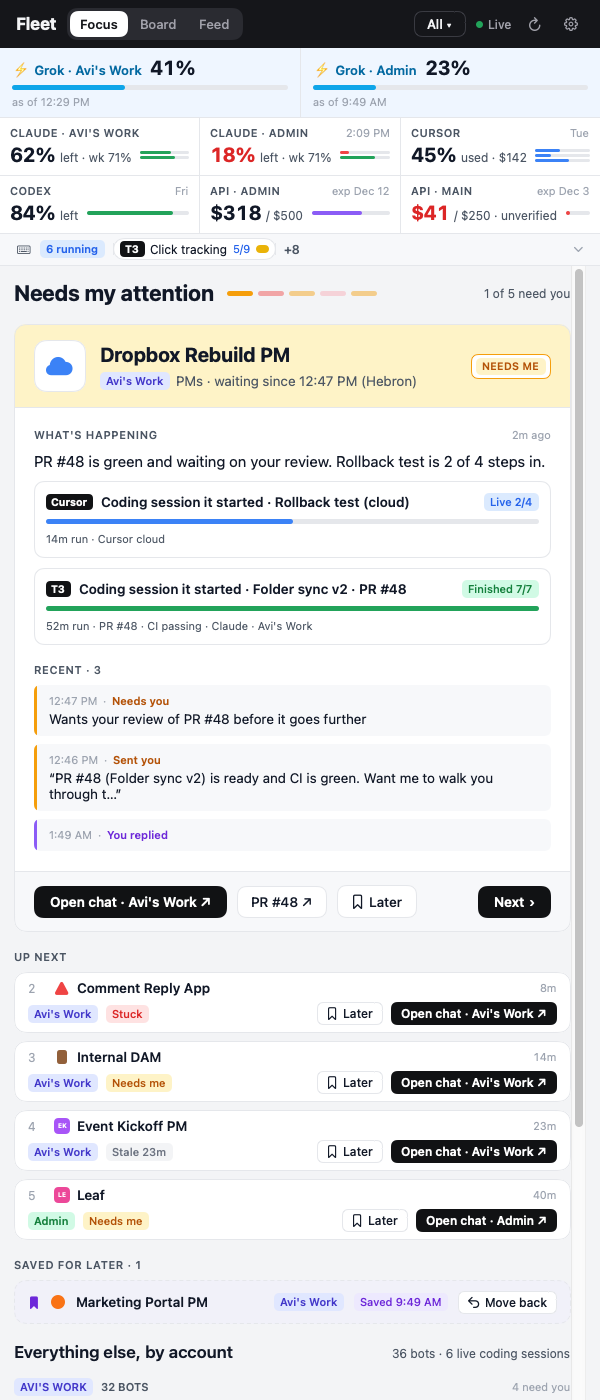 Fleet Focus Board Feed All ▾ Live
⚡ Grok · Avi's Work 41%
as of 12:29 PM
⚡ Grok · Admin 23%
as of 9:49 AM
CLAUDE · AVI'S WORK
62% left · wk 71%
CLAUDE · ADMIN 2:09 PM
18% left · wk 71%
CURSOR Tue
45% used · $142
CODEX Fri
84% left
API · ADMIN exp Dec 12
$318 / $500
API · MAIN exp Dec 3
$41 / $250 · unverified
6 running T3 Click tracking 5/9 +8
Needs my attention 1 of 5 need you
Dropbox Rebuild PM
Avi's Work PMs · waiting since 12:47 PM (Hebron)
NEEDS ME
WHAT'S HAPPENING 2m ago
PR #48 is green and waiting on your review. Rollback test is 2 of 4 steps in.
Cursor Coding session it started · Rollback test (cloud) Live 2/4
14m run · Cursor cloud
T3 Coding session it started · Folder sync v2 · PR #48 Finished 7/7
52m run · PR #48 · CI passing · Claude · Avi's Work
RECENT · 3
12:47 PM · Needs you
Wants your review of PR #48 before it goes further
12:46 PM · Sent you
“PR #48 (Folder sync v2) is ready and CI is green. Want me to walk you
through t…”
1:49 AM · You replied
Open chat · Avi's Work ↗ PR #48 ↗ Later Next ›
UP NEXT
2 Comment Reply App 8m
Avi's Work Stuck Later Open chat · Avi's Work ↗
3 Internal DAM 14m
Avi's Work Needs me Later Open chat · Avi's Work ↗
4 EK Event Kickoff PM 23m
Avi's Work Stale 23m Later Open chat · Avi's Work ↗
5 LE Leaf 40m
Admin Needs me Later Open chat · Admin ↗
SAVED FOR LATER · 1
Marketing Portal PM Avi's Work Saved 9:49 AM Move back
Everything else, by account 36 bots · 6 live coding sessions
AVI'S WORK 32 BOTS 4 need you